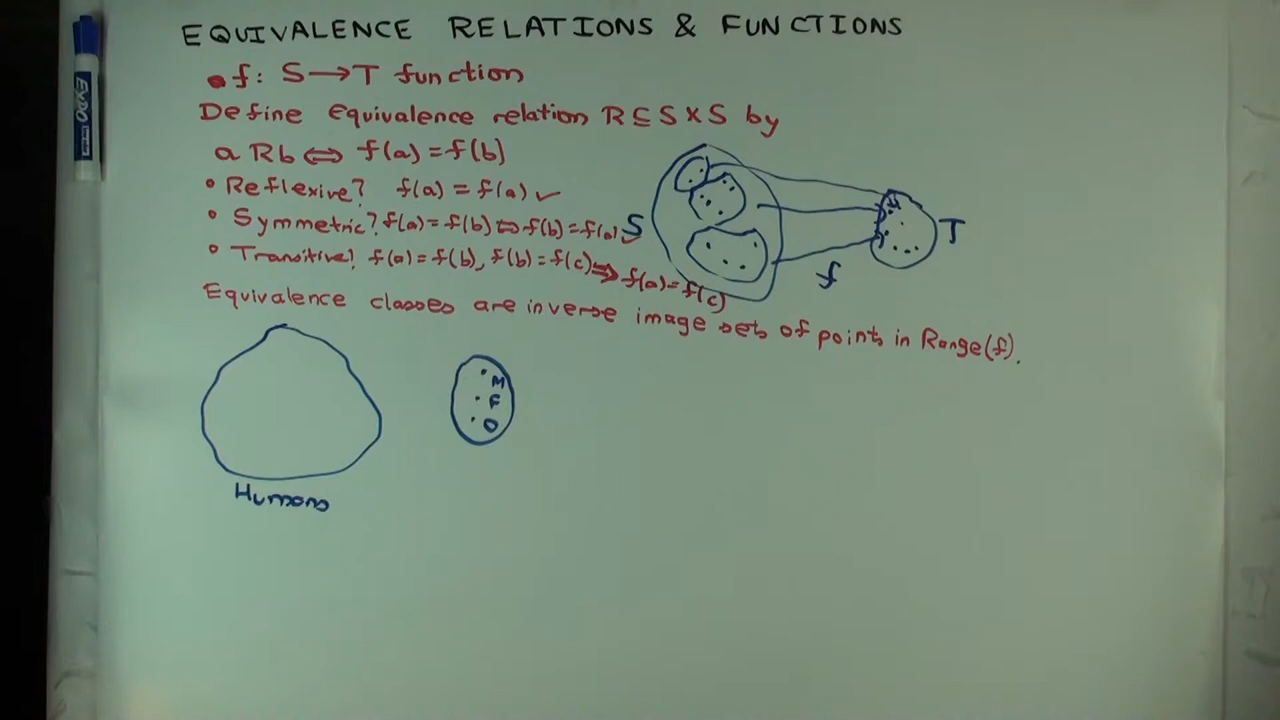 EQUIVALENCE RELATIONS & FUNCTIONS
• f: S→T function
Define equivalence relation R⊆S×S by
a R b ⇔ f(a) = f(b)
• Reflexive? f(a) = f(a) ✓
• Symmetric? f(a) = f(b) ⇔ f(b) = f(a) ✓
• Transitive? f(a) = f(b), f(b) = f(c) ⇒ f(a) = f(c)
S
T
f
Equivalence classes are inverse image sets of points in Range(f).
M
F
O
Humans
EXPO